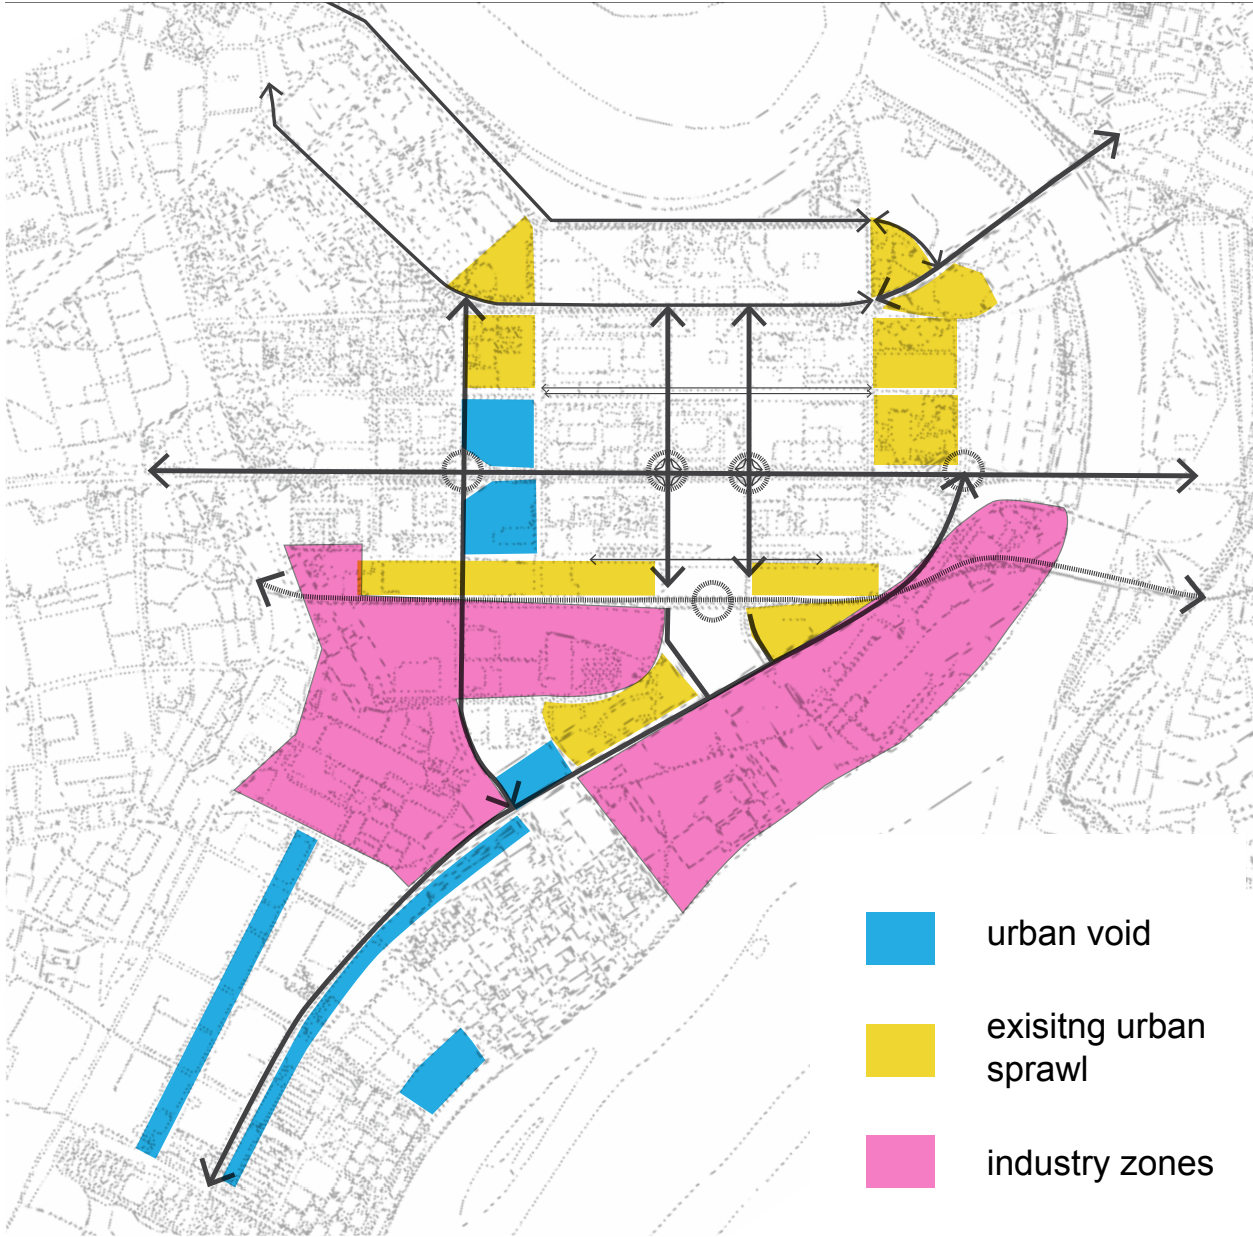 urban void
exisitng urban
sprawl
industry zones